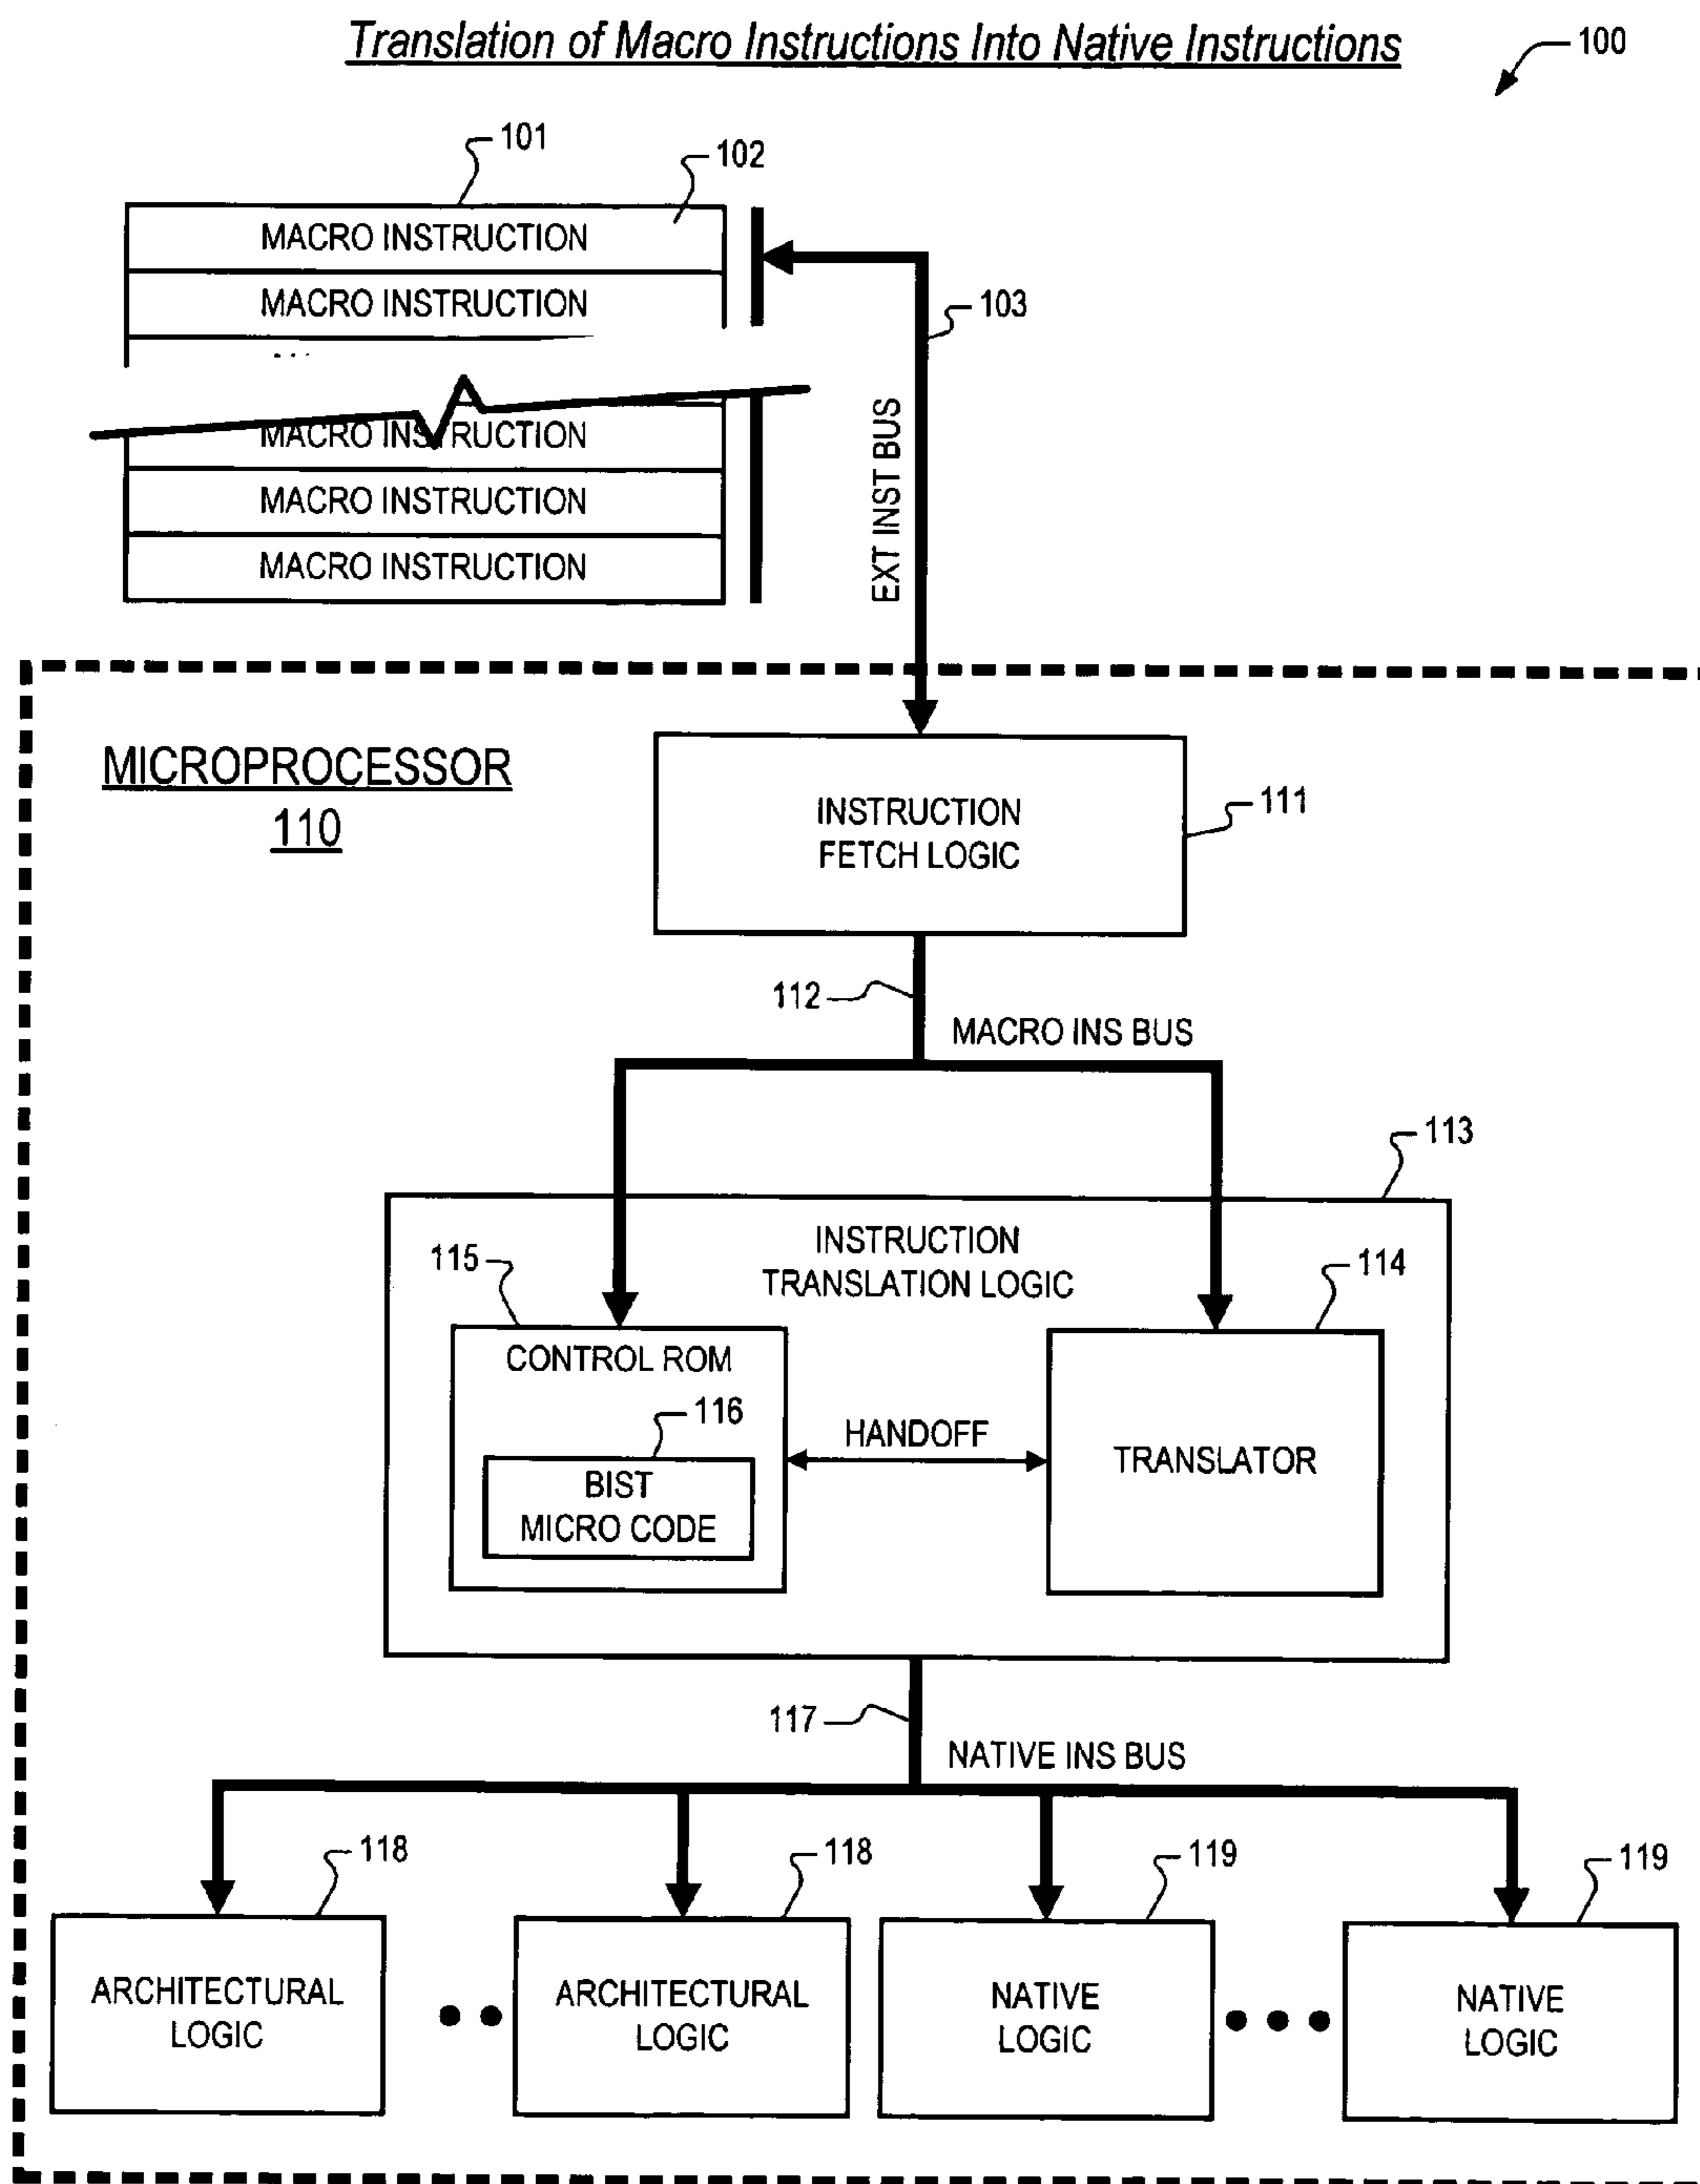 Translation of Macro Instructions Into Native Instructions
100
101
102
MACRO INSTRUCTION
MACRO INSTRUCTION
...
103
MACRO INSTRUCTION
MACRO INSTRUCTION
MACRO INSTRUCTION
EXT INST BUS
MICROPROCESSOR
110
INSTRUCTION
FETCH LOGIC
111
112
MACRO INS BUS
113
INSTRUCTION
TRANSLATION LOGIC
115
114
CONTROL ROM
116
BIST
MICRO CODE
HANDOFF
TRANSLATOR
117
NATIVE INS BUS
118
118
119
119
ARCHITECTURAL
LOGIC
ARCHITECTURAL
LOGIC
NATIVE
LOGIC
NATIVE
LOGIC